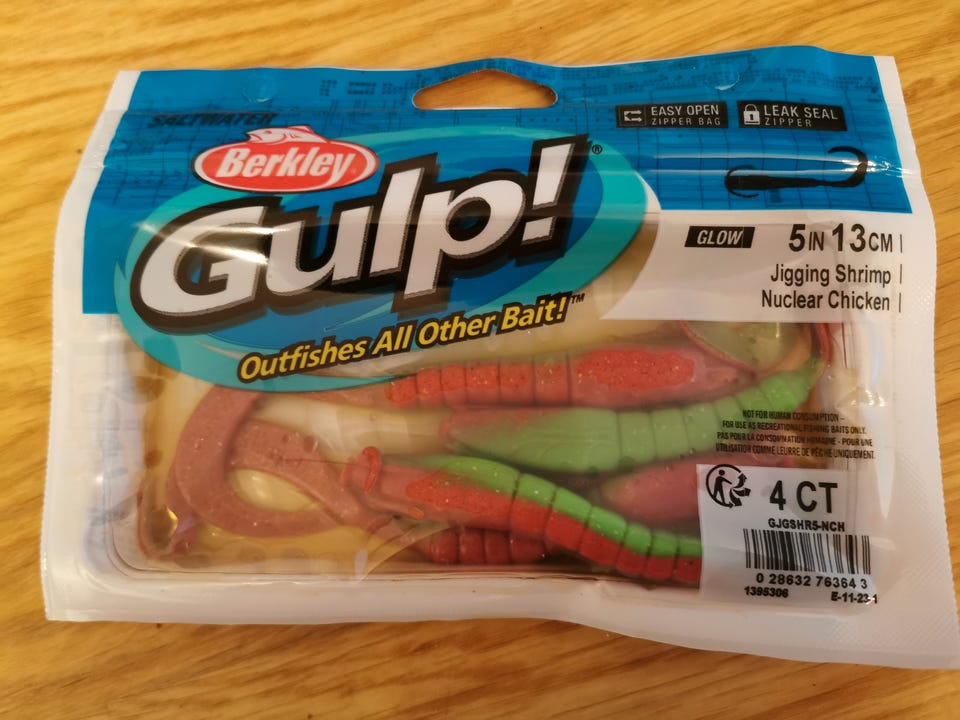 SALTWATER
EASY OPEN
ZIPPER BAG
LEAK SEAL
ZIPPER
Berkley®
Gulp!®
Outfishes All Other Bait!™
GLOW
5IN 13CM
Jigging Shrimp
Nuclear Chicken
NOT FOR HUMAN CONSUMPTION -
FOR USE AS RECREATIONAL FISHING BAITS ONLY.
PAS POUR LA CONSOMMATION HUMAINE - POUR UNE
UTILISATION COMME LEURRE DE PÊCHE UNIQUEMENT.
4 CT
GJGSHR5-NCH
0 28632 76364 3
1395306 E-11-23-1